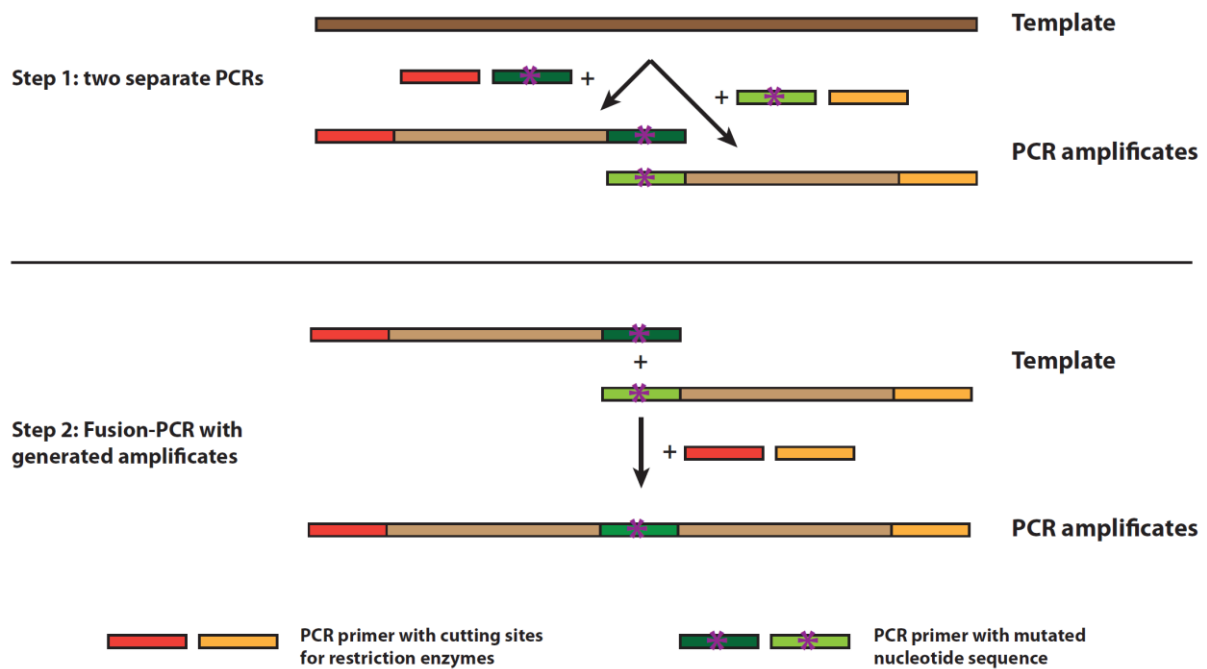 Template
Step 1: two separate PCRs
+
+
PCR amplificates
Template
+
Step 2: Fusion-PCR with
generated amplificates
+
PCR amplificates
PCR primer with cutting sites
for restriction enzymes
PCR primer with mutated
nucleotide sequence